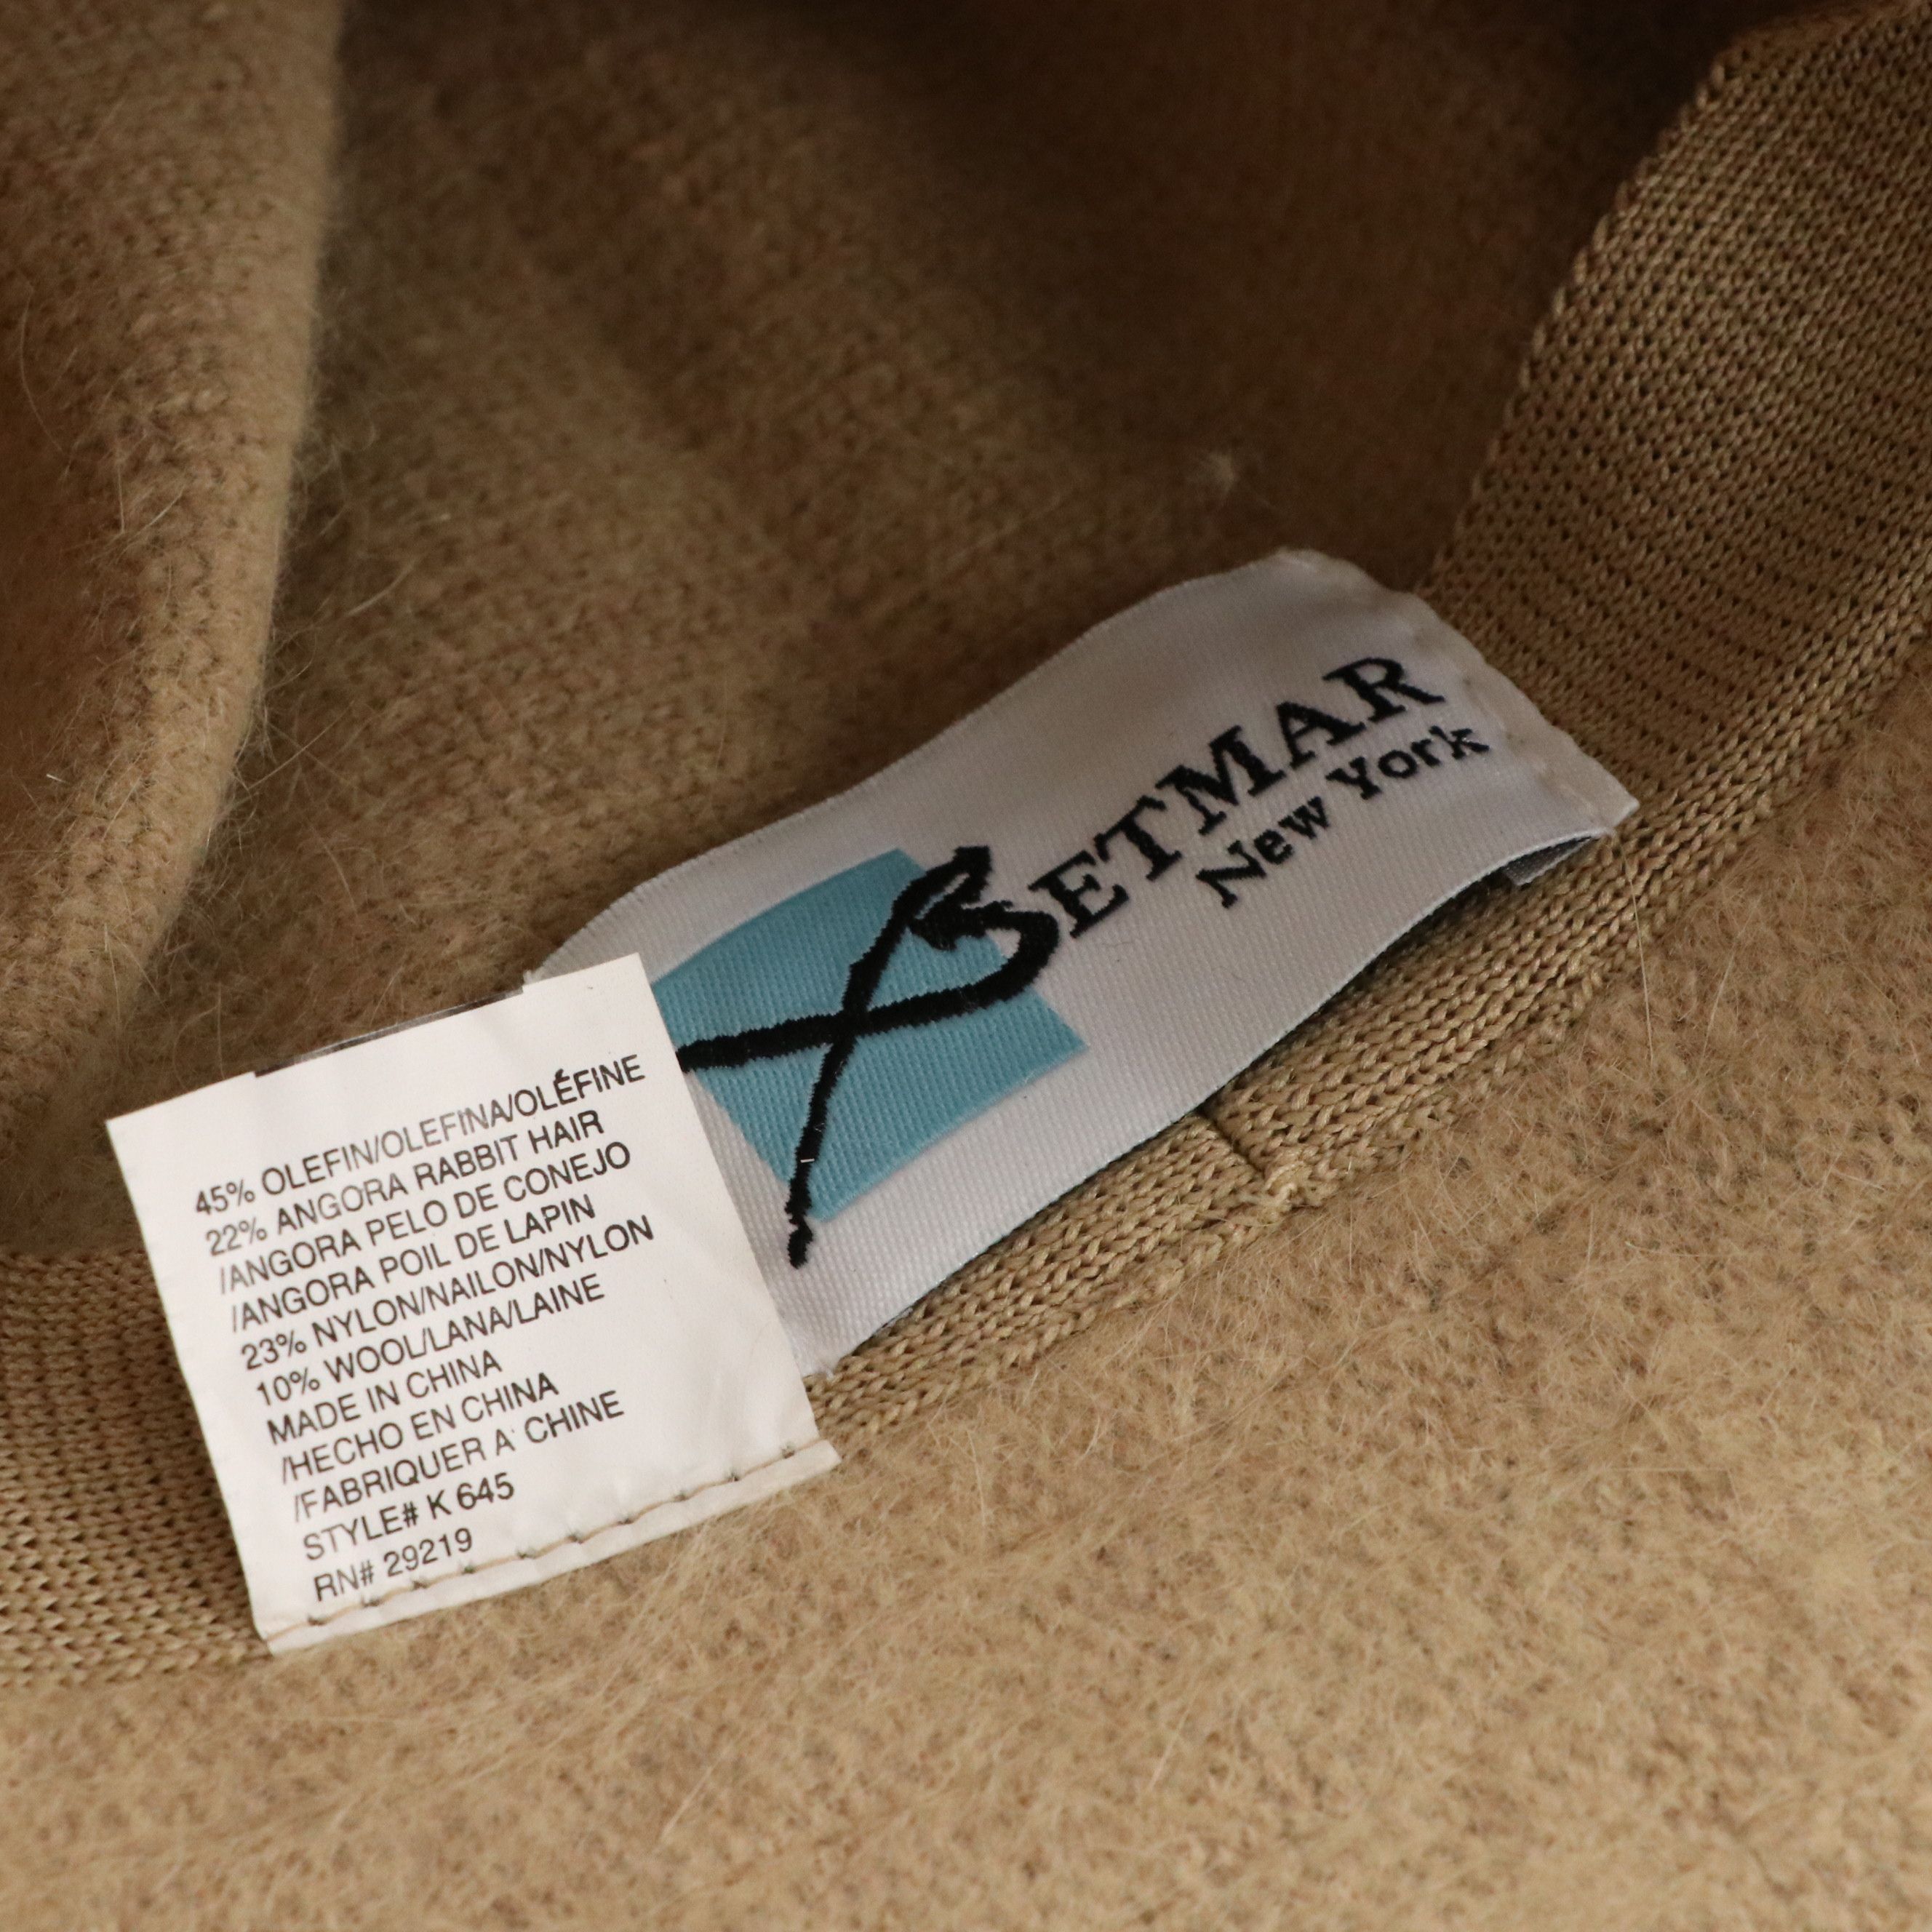 BETMAR
New York
45% OLEFIN/OLEFINA/OLÉFINE
22% ANGORA RABBIT HAIR
/ANGORA PELO DE CONEJO
/ANGORA POIL DE LAPIN
23% NYLON/NAILON/NYLON
10% WOOL/LANA/LAINE
MADE IN CHINA
/HECHO EN CHINA
/FABRIQUER A' CHINE
STYLE# K 645
RN# 29219